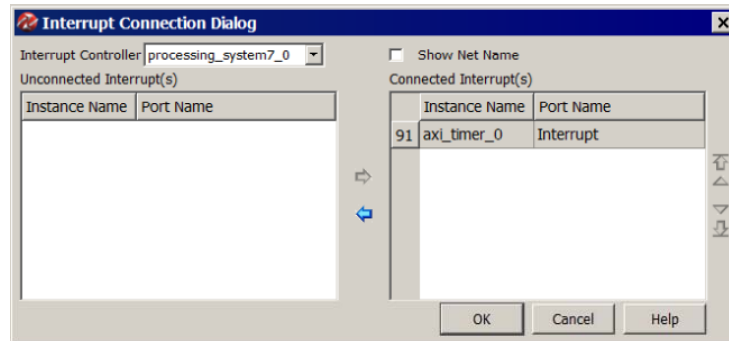 Interrupt Connection Dialog
Interrupt Controller processing_system7_0
Show Net Name
Unconnected Interrupt(s)
Connected Interrupt(s)
Instance Name Port Name
Instance Name Port Name
91 axi_timer_0 Interrupt
OK Cancel Help